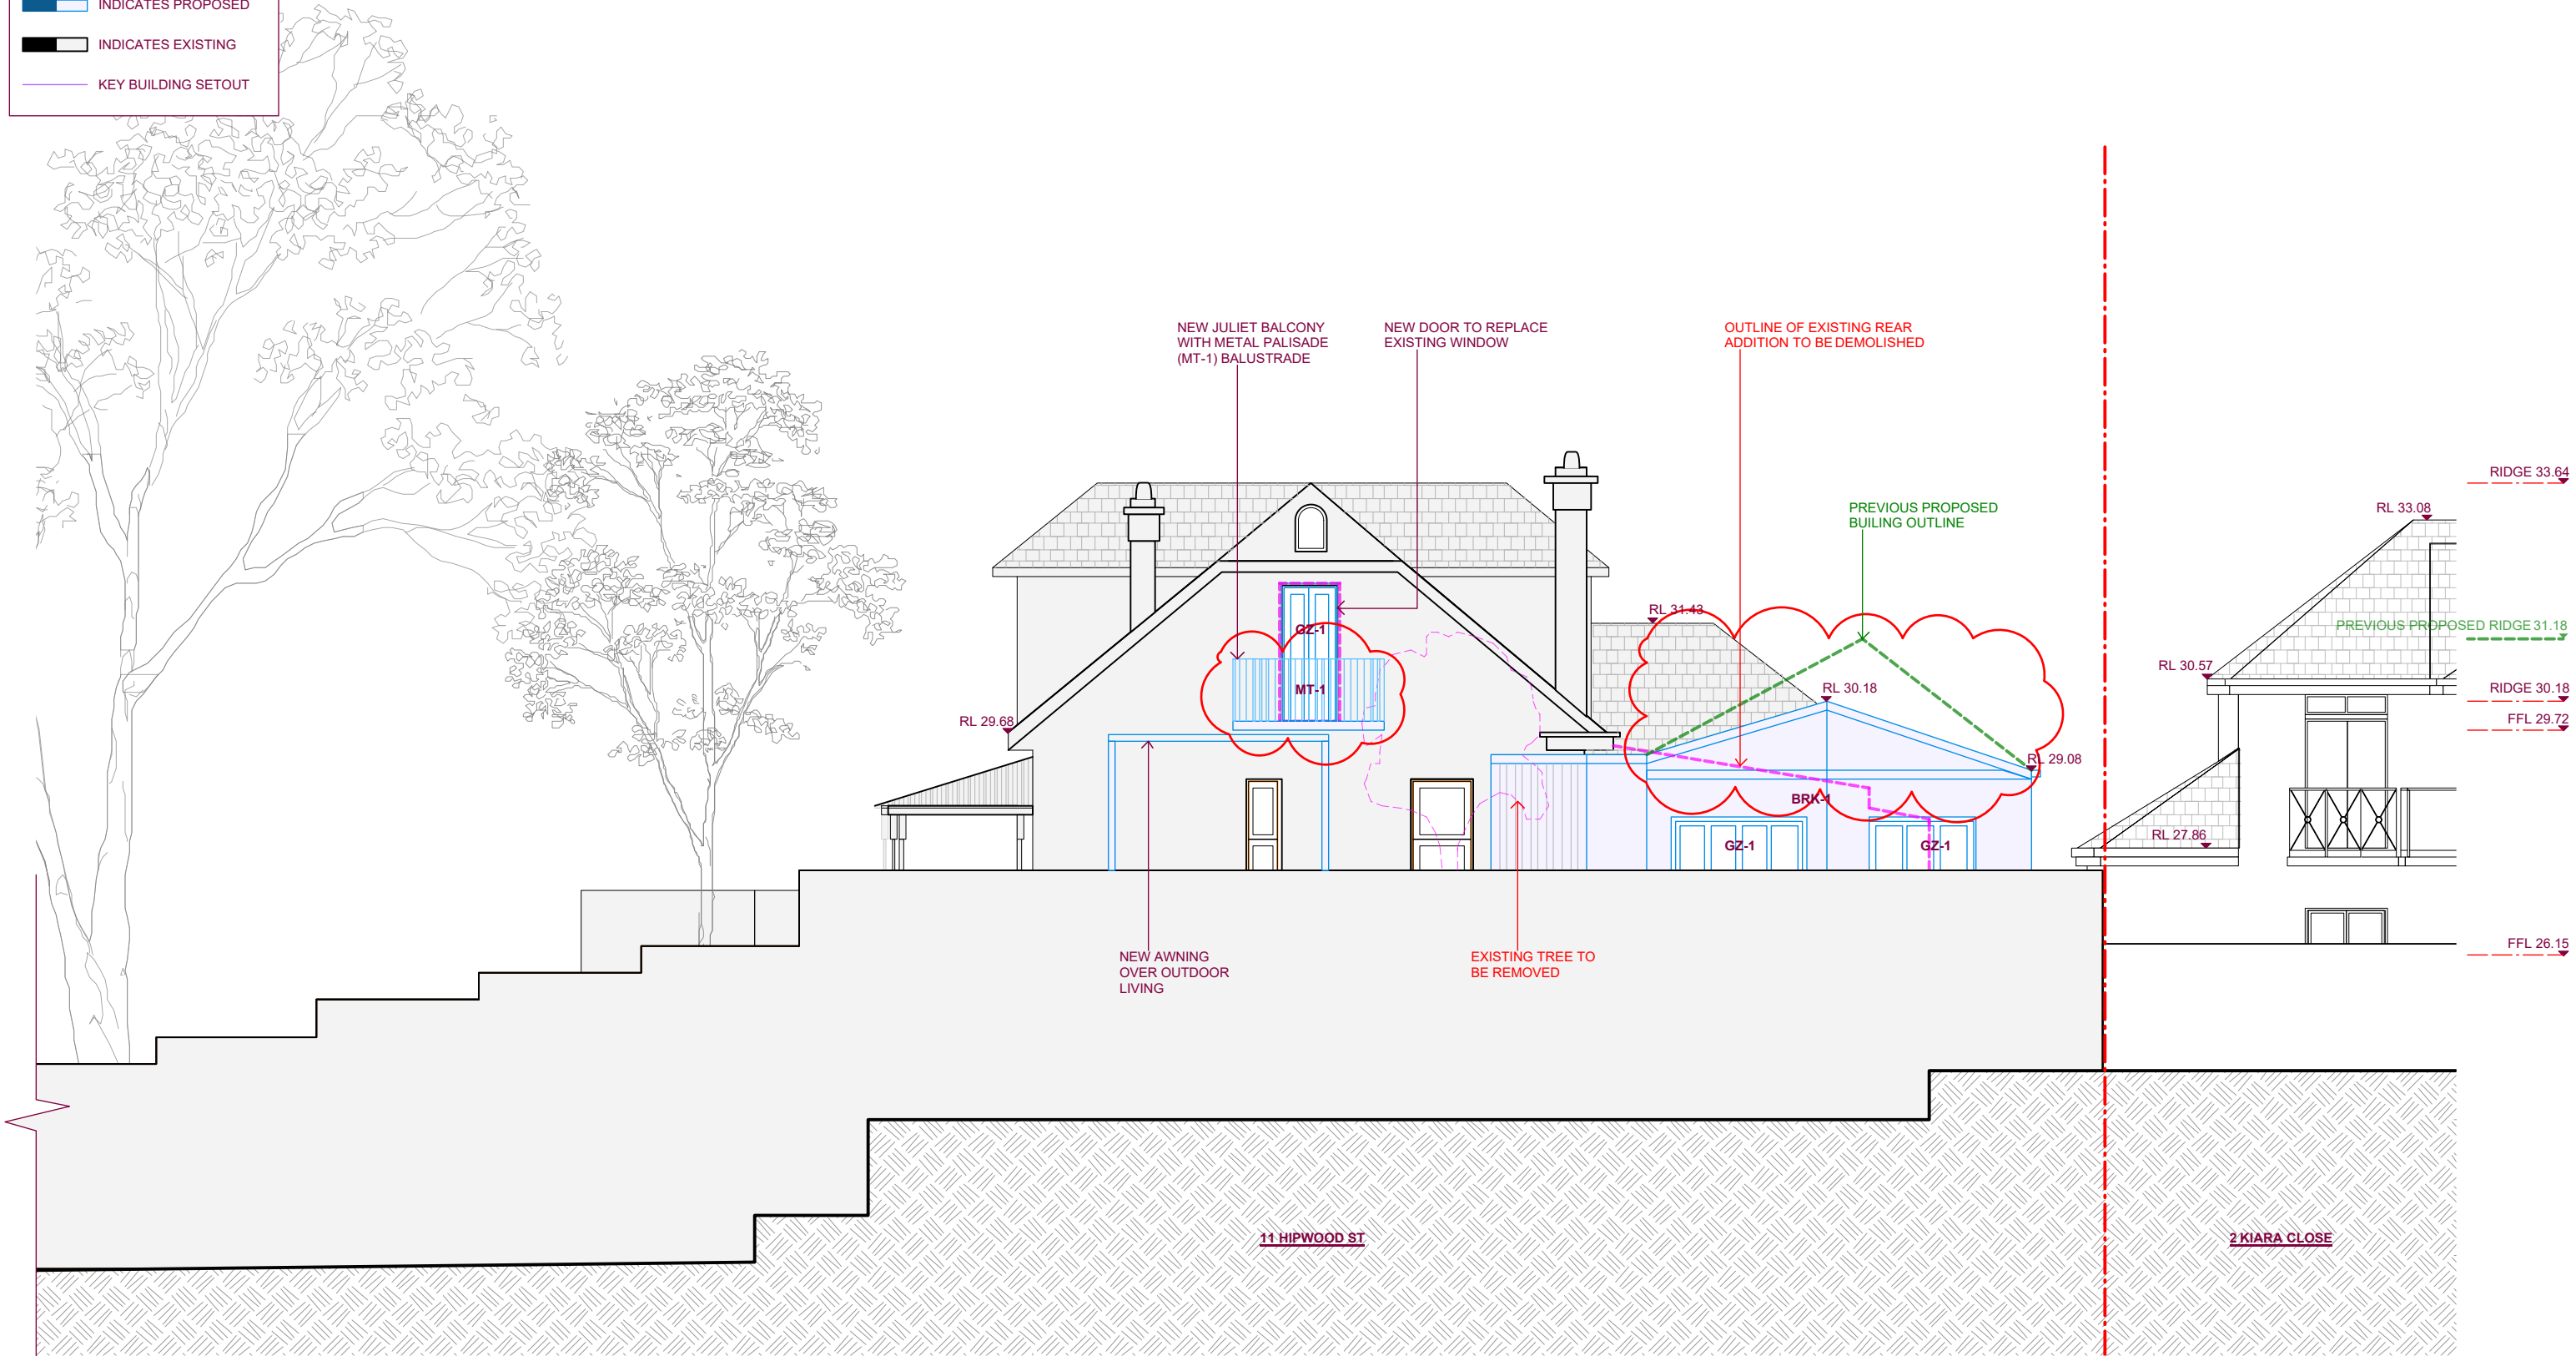 INDICATES PROPOSED
INDICATES EXISTING
KEY BUILDING SETOUT
NEW JULIET BALCONY
WITH METAL PALISADE
(MT-1) BALUSTRADE
NEW DOOR TO REPLACE
EXISTING WINDOW
OUTLINE OF EXISTING REAR
ADDITION TO BE DEMOLISHED
PREVIOUS PROPOSED
BUILING OUTLINE
RIDGE 33.64
RL 33.08
RL 31.43
PREVIOUS PROPOSED RIDGE 31.18
GZ-1
RL 30.57
MT-1
RL 30.18
RIDGE 30.18
RL 29.68
FFL 29.72
RL 29.08
BRK-1
RL 27.86
GZ-1
GZ-1
NEW AWNING
OVER OUTDOOR
LIVING
EXISTING TREE TO
BE REMOVED
FFL 26.15
11 HIPWOOD ST
2 KIARA CLOSE